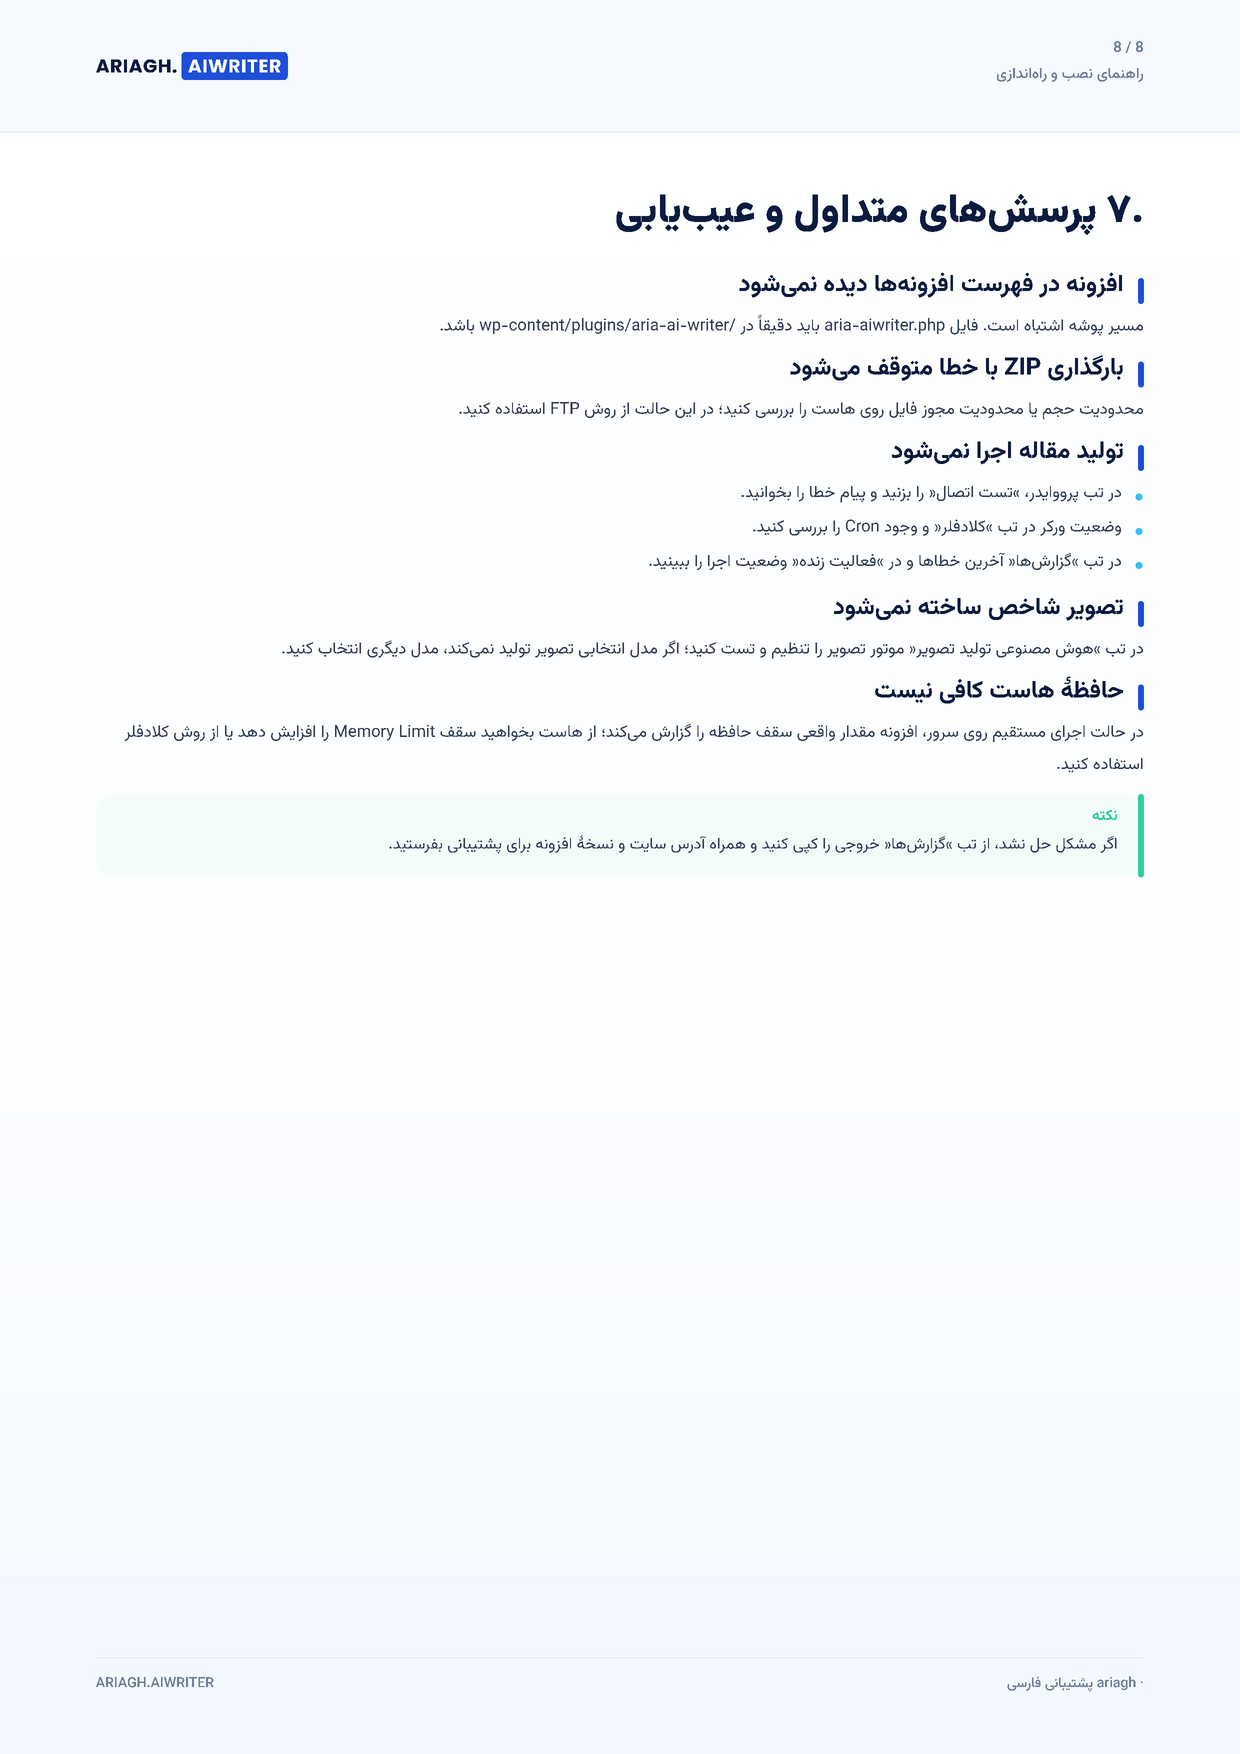 8 / 8
راهنمای نصب و راه‌اندازی
ARIAGH. AIWRITER
۷. پرسش‌های متداول و عیب‌یابی
افزونه در فهرست افزونه‌ها دیده نمی‌شود
مسیر پوشه اشتباه است. فایل aria-aiwriter.php باید دقیقاً در wp-content/plugins/aria-ai-writer/ باشد.
بارگذاری ZIP با خطا متوقف می‌شود
محدودیت حجم یا محدودیت مجوز فایل روی هاست را بررسی کنید؛ در این حالت از روش FTP استفاده کنید.
تولید مقاله اجرا نمی‌شود
در تب پرووایدر، «تست اتصال» را بزنید و پیام خطا را بخوانید.
وضعیت ورکر در تب «کلادفلر» و وجود Cron را بررسی کنید.
در تب «گزارش‌ها» آخرین خطاها و در «فعالیت زنده» وضعیت اجرا را ببینید.
تصویر شاخص ساخته نمی‌شود
در تب «هوش مصنوعی تولید تصویر» موتور تصویر را تنظیم و تست کنید؛ اگر مدل انتخابی تصویر تولید نمی‌کند، مدل دیگری انتخاب کنید.
حافظهٔ هاست کافی نیست
در حالت اجرای مستقیم روی سرور، افزونه مقدار واقعی سقف حافظه را گزارش می‌کند؛ از هاست بخواهید سقف Memory Limit را افزایش دهد یا از روش کلادفلر
استفاده کنید.
نکته
اگر مشکل حل نشد، از تب «گزارش‌ها» خروجی را کپی کنید و همراه آدرس سایت و نسخهٔ افزونه برای پشتیبانی بفرستید.
· ariagh پشتیبانی فارسی
ARIAGH.AIWRITER